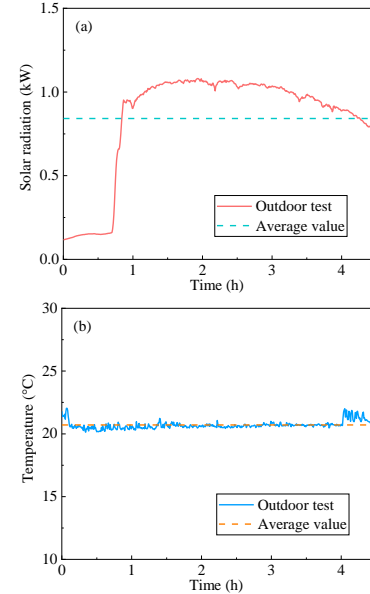 (a)
Solar radiation (kW)
1.5
1.0
0.5
0.0
Outdoor test
Average value
0 1 2 3 4
Time (h)
(b)
Temperature (°C)
30
25
20
15
10
Outdoor test
Average value
0 1 2 3 4
Time (h)